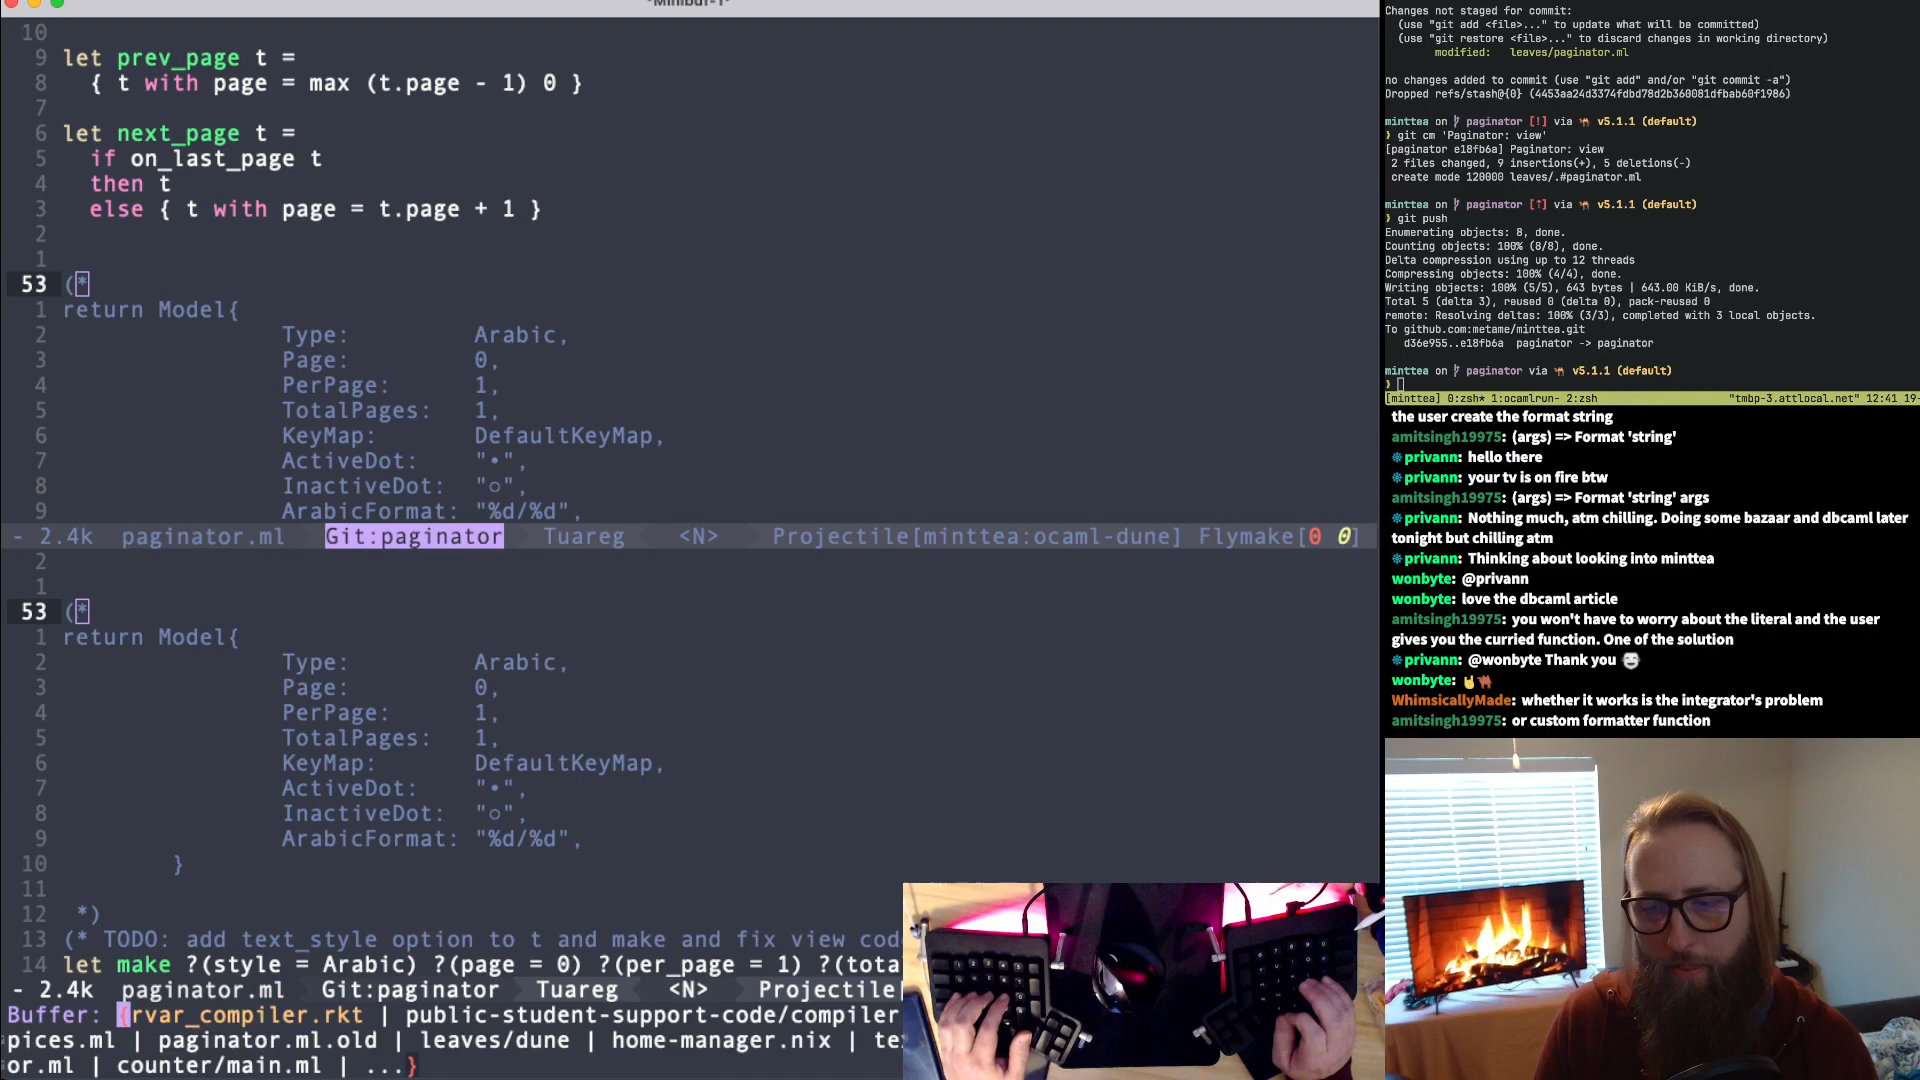 *Minibuf-1*
10
9 let prev_page t =
8 { t with page = max (t.page - 1) 0 }
7
6 let next_page t =
5 if on_last_page t
4 then t
3 else { t with page = t.page + 1 }
2
1
53 (*
1 return Model{
2 Type: Arabic,
3 Page: 0,
4 PerPage: 1,
5 TotalPages: 1,
6 KeyMap: DefaultKeyMap,
7 ActiveDot: "•",
8 InactiveDot: "○",
9 ArabicFormat: "%d/%d",
- 2.4k paginator.ml Git:paginator Tuareg <N> Projectile[minttea:ocaml-dune] Flymake[0 0]
2
1
53 (*
1 return Model{
2 Type: Arabic,
3 Page: 0,
4 PerPage: 1,
5 TotalPages: 1,
6 KeyMap: DefaultKeyMap,
7 ActiveDot: "•",
8 InactiveDot: "○",
9 ArabicFormat: "%d/%d",
10 }
11
12 *)
13 (* TODO: add text_style option to t and make and fix view cod
14 let make ?(style = Arabic) ?(page = 0) ?(per_page = 1) ?(tota
- 2.4k paginator.ml Git:paginator Tuareg <N> Projectile[
Buffer: {rvar_compiler.rkt | public-student-support-code/compiler
pices.ml | paginator.ml.old | leaves/dune | home-manager.nix | te
or.ml | counter/main.ml | ...}
Changes not staged for commit:
(use "git add <file>..." to update what will be committed)
(use "git restore <file>..." to discard changes in working directory)
modified: leaves/paginator.ml
no changes added to commit (use "git add" and/or "git commit -a")
Dropped refs/stash@{0} (4453aa24d3374fdbd78d2b360081dfbab60f1986)
minttea on paginator [!] via 🐫 v5.1.1 (default)
❯ git cm 'Paginator: view'
[paginator e18fb6a] Paginator: view
2 files changed, 9 insertions(+), 5 deletions(-)
create mode 120000 leaves/.#paginator.ml
minttea on paginator [↑] via 🐫 v5.1.1 (default)
❯ git push
Enumerating objects: 8, done.
Counting objects: 100% (8/8), done.
Delta compression using up to 12 threads
Compressing objects: 100% (4/4), done.
Writing objects: 100% (5/5), 643 bytes | 643.00 KiB/s, done.
Total 5 (delta 3), reused 0 (delta 0), pack-reused 0
remote: Resolving deltas: 100% (3/3), completed with 3 local objects.
To github.com:metame/minttea.git
d36e955..e18fb6a paginator -> paginator
minttea on paginator via 🐫 v5.1.1 (default)
❯
[minttea] 0:zsh* 1:ocamlrun- 2:zsh "tmbp-3.attlocal.net" 12:41 19-
the user create the format string
amitsingh19975: (args) => Format 'string'
privann: hello there
privann: your tv is on fire btw
amitsingh19975: (args) => Format 'string' args
privann: Nothing much, atm chilling. Doing some bazaar and dbcaml later
tonight but chilling atm
privann: Thinking about looking into minttea
wonbyte: @privann
wonbyte: love the dbcaml article
amitsingh19975: you won't have to worry about the literal and the user
gives you the curried function. One of the solution
privann: @wonbyte Thank you
wonbyte: 🤘🐫
WhimsicallyMade: whether it works is the integrator's problem
amitsingh19975: or custom formatter function